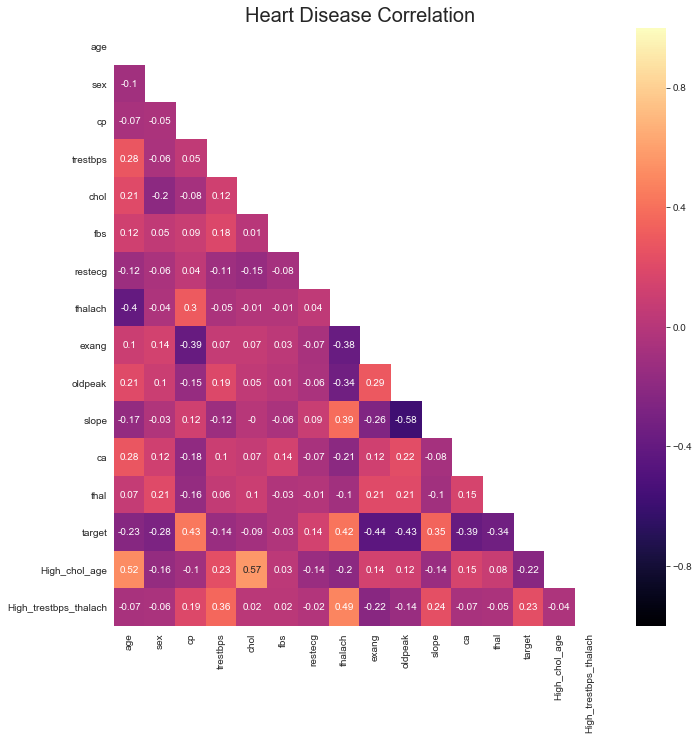 Heart Disease Correlation
age
sex -0.1
cp -0.07 -0.05
trestbps 0.28 -0.06 0.05
chol 0.21 -0.2 -0.08 0.12
fbs 0.12 0.05 0.09 0.18 0.01
restecg -0.12 -0.06 0.04 -0.11 -0.15 -0.08
thalach -0.4 -0.04 0.3 -0.05 -0.01 -0.01 0.04
exang 0.1 0.14 -0.39 0.07 0.07 0.03 -0.07 -0.38
oldpeak 0.21 0.1 -0.15 0.19 0.05 0.01 -0.06 -0.34 0.29
slope -0.17 -0.03 0.12 -0.12 -0 -0.06 0.09 0.39 -0.26 -0.58
ca 0.28 0.12 -0.18 0.1 0.07 0.14 -0.07 -0.21 0.12 0.22 -0.08
thal 0.07 0.21 -0.16 0.06 0.1 -0.03 -0.01 -0.1 0.21 0.21 -0.1 0.15
target -0.23 -0.28 0.43 -0.14 -0.09 -0.03 0.14 0.42 -0.44 -0.43 0.35 -0.39 -0.34
High_chol_age 0.52 -0.16 -0.1 0.23 0.57 0.03 -0.14 -0.2 0.14 0.12 -0.14 0.15 0.08 -0.22
High_trestbps_thalach -0.07 -0.06 0.19 0.36 0.02 0.02 -0.02 0.49 -0.22 -0.14 0.24 -0.07 -0.05 0.23 -0.04
age sex cp trestbps chol fbs restecg thalach exang oldpeak slope ca thal target High_chol_age High_trestbps_thalach
0.8
0.4
0.0
-0.4
-0.8